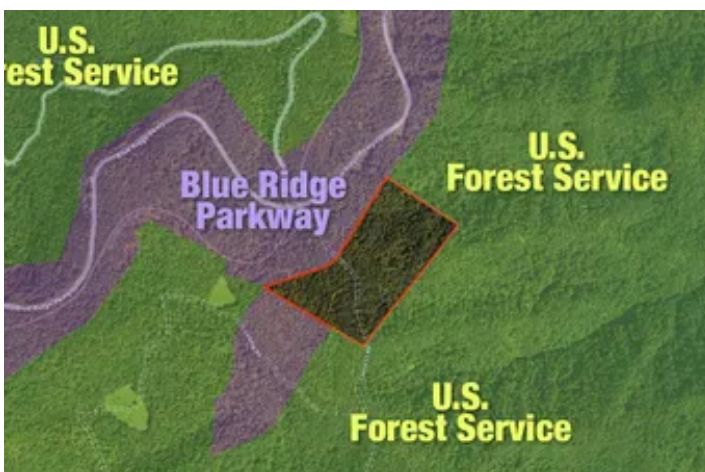 U.S.
rest Service
U.S.
Forest Service
Blue Ridge
Parkway
U.S.
Forest Service